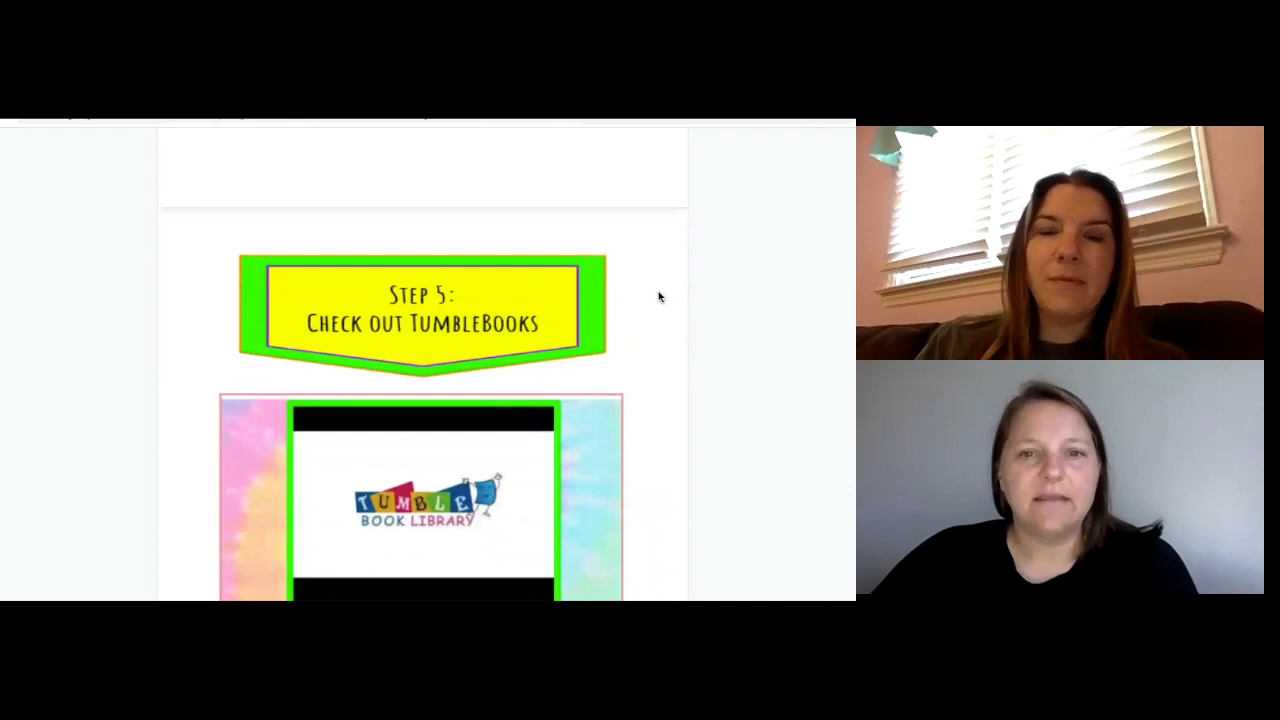 STEP 5:
CHECK OUT TUMBLEBOOKS
TUMBLE
BOOK LIBRARY